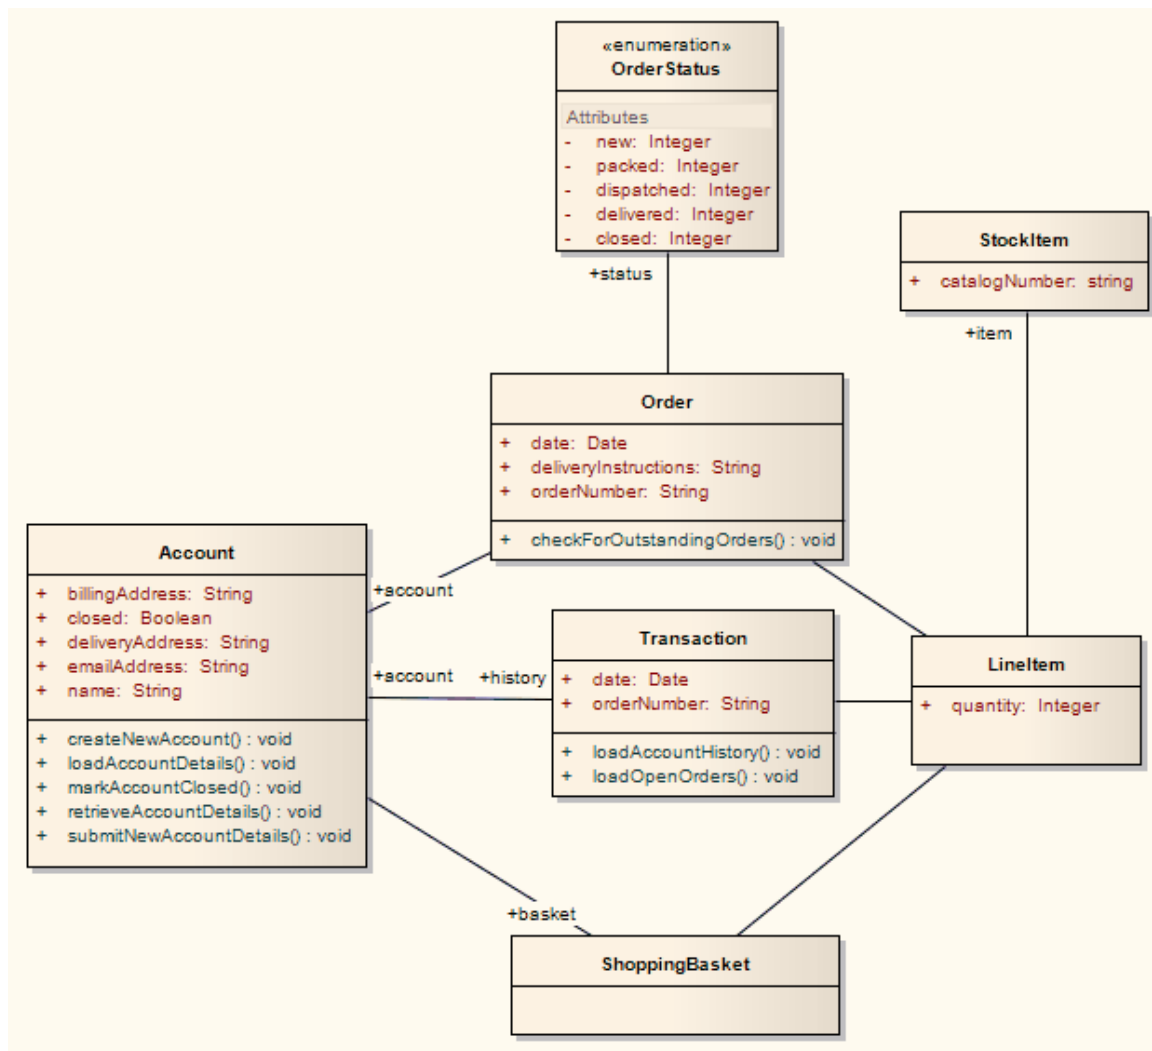 «enumeration»
OrderStatus
Attributes
- new: Integer
- packed: Integer
- dispatched: Integer
- delivered: Integer
- closed: Integer
+status
StockItem
+ catalogNumber: string
+item
Order
+ date: Date
+ deliveryInstructions: String
+ orderNumber: String
+ checkForOutstandingOrders() : void
Account
+ billingAddress: String
+ closed: Boolean
+ deliveryAddress: String
+ emailAddress: String
+ name: String
+ createNewAccount() : void
+ loadAccountDetails() : void
+ markAccountClosed() : void
+ retrieveAccountDetails() : void
+ submitNewAccountDetails() : void
+account
+account
+history
Transaction
+ date: Date
+ orderNumber: String
+ loadAccountHistory() : void
+ loadOpenOrders() : void
LineItem
+ quantity: Integer
+basket
ShoppingBasket